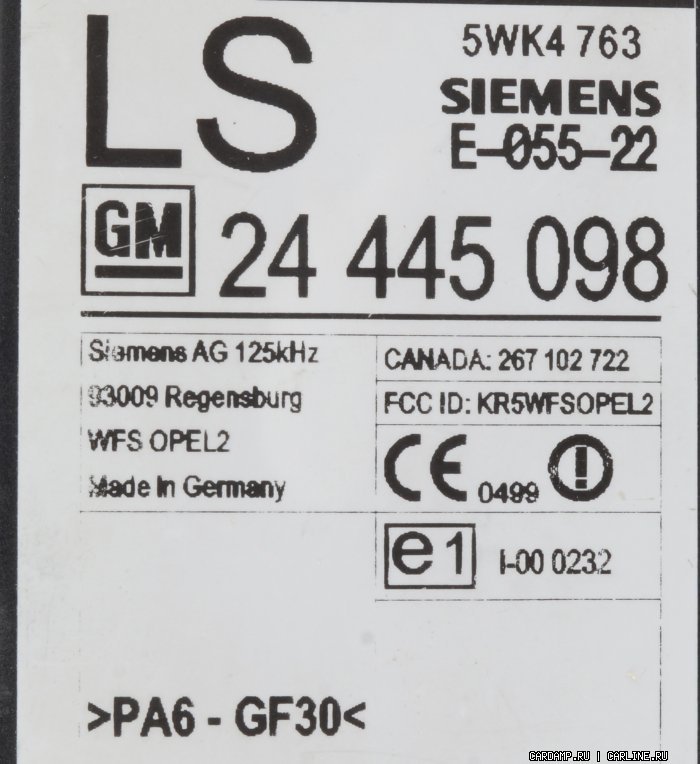 LS
5WK4 763
SIEMENS
E-055-22
GM 24 445 098
Siemens AG 125kHz
93009 Regensburg
WFS OPEL2
Made In Germany
CANADA: 267 102 722
FCC ID: KR5WFSOPEL2
CE 0499 !
e1 I-00 0232
>PA6 - GF30<
CARDAMP.RU | CARLINE.RU